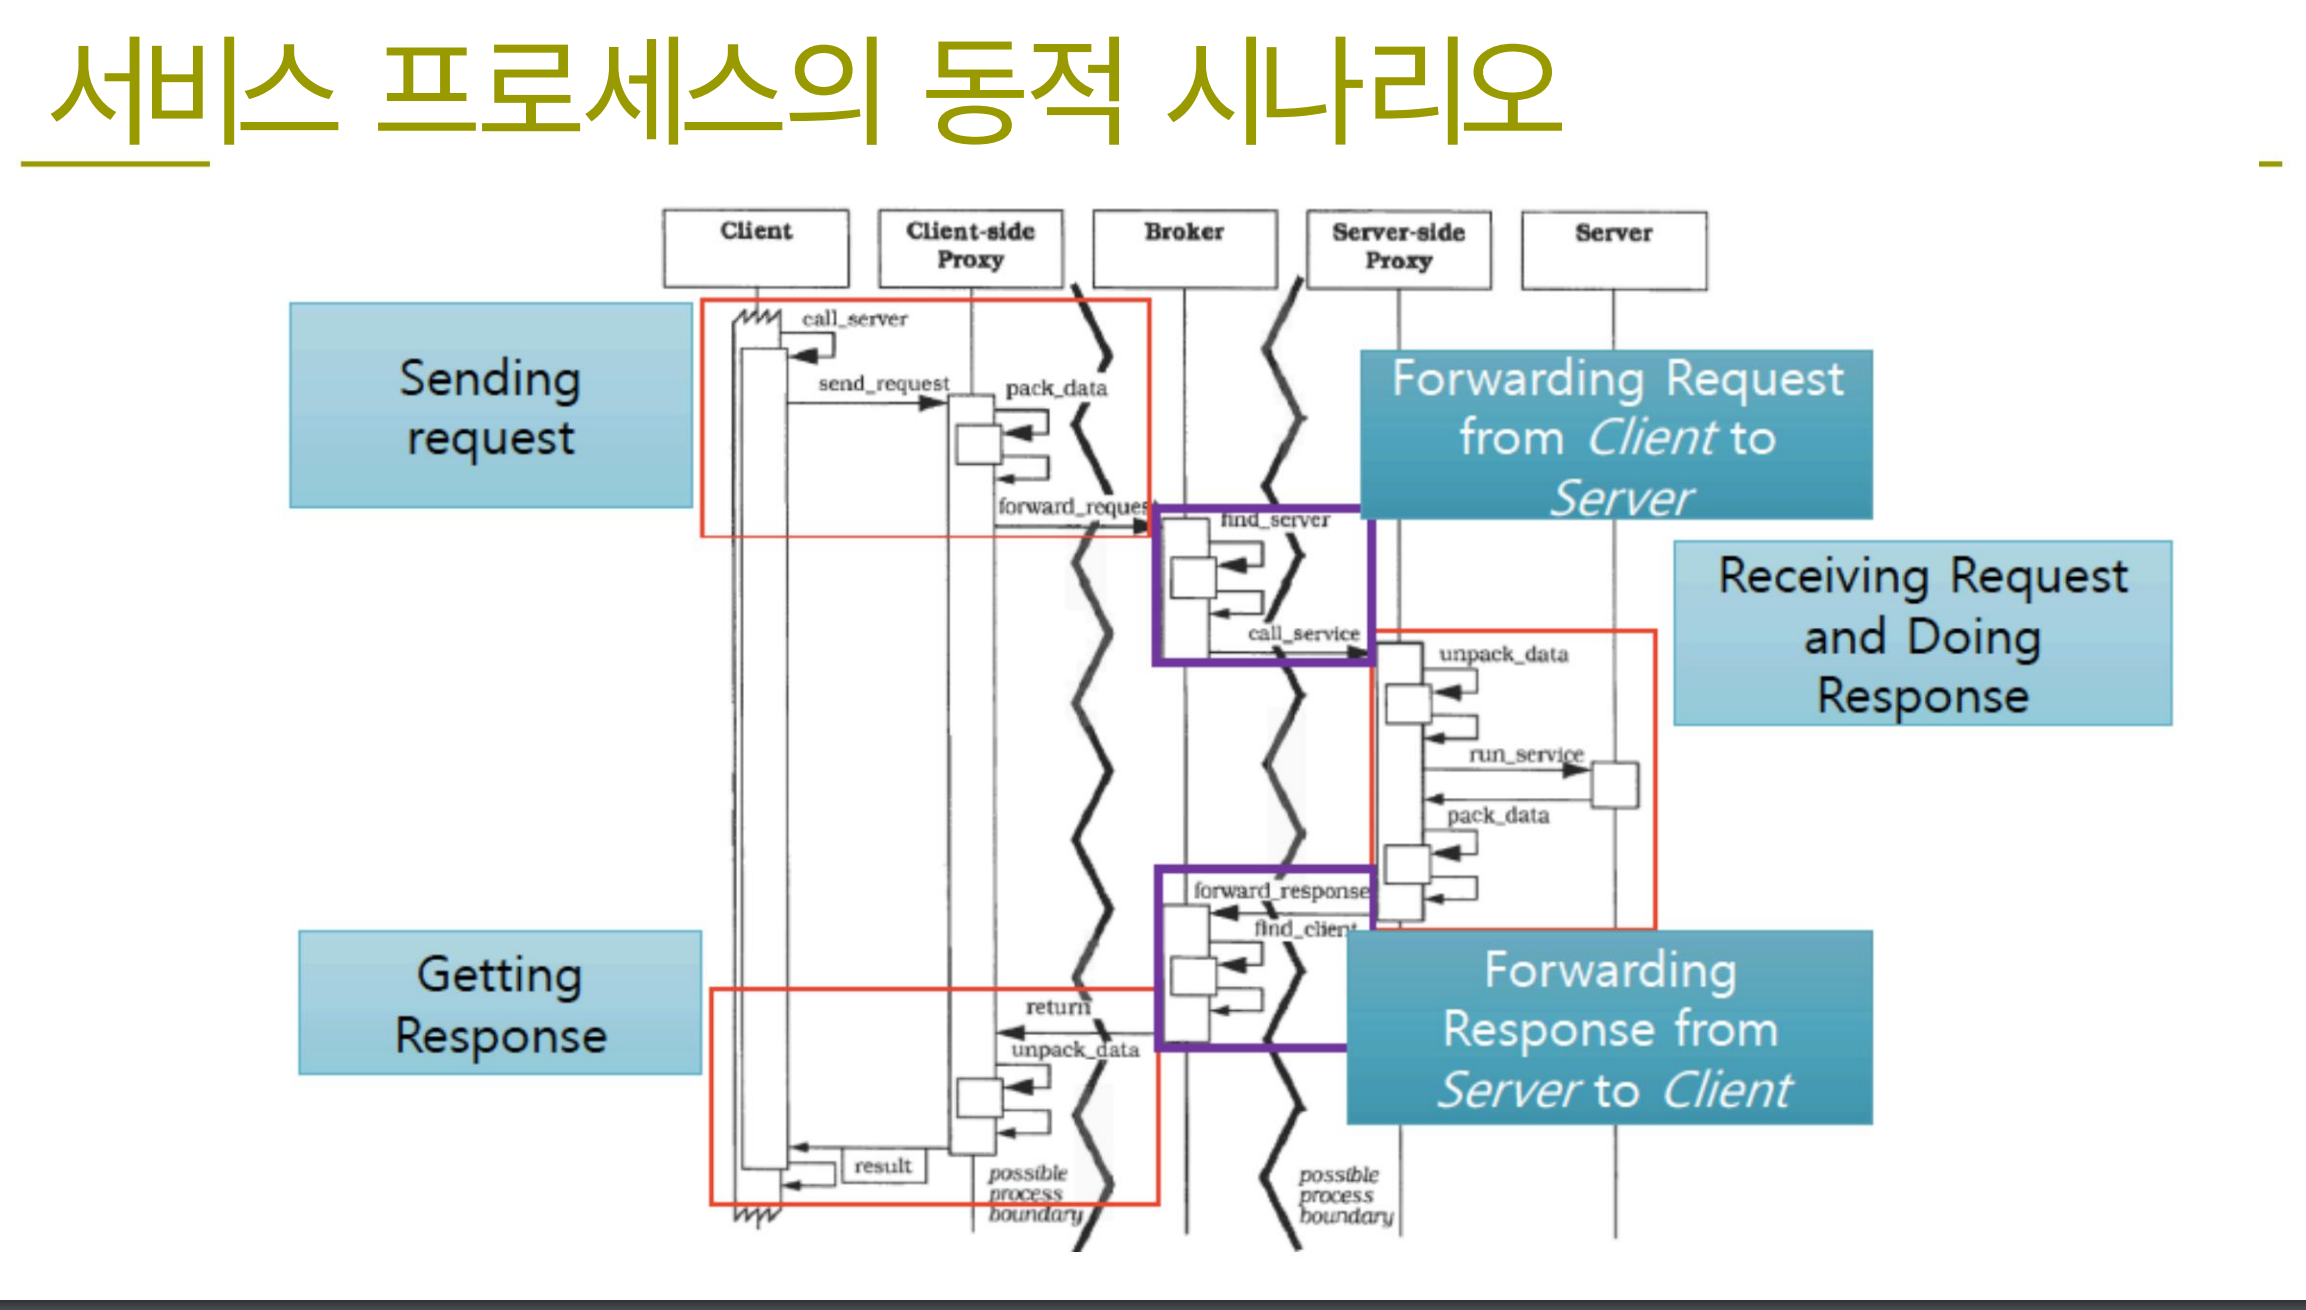 서비스 프로세스의 동적 시나리오
Client
Client-side
Proxy
Broker
Server-side
Proxy
Server
Sending
request
call_server
send_request
pack_data
forward_request
Forwarding Request
from Client to
Server
find_server
call_service
Receiving Request
and Doing
Response
unpack_data
run_service
pack_data
forward_response
find_client
Getting
Response
return
unpack_data
result
Forwarding
Response from
Server to Client
possible
process
boundary
possible
process
boundary